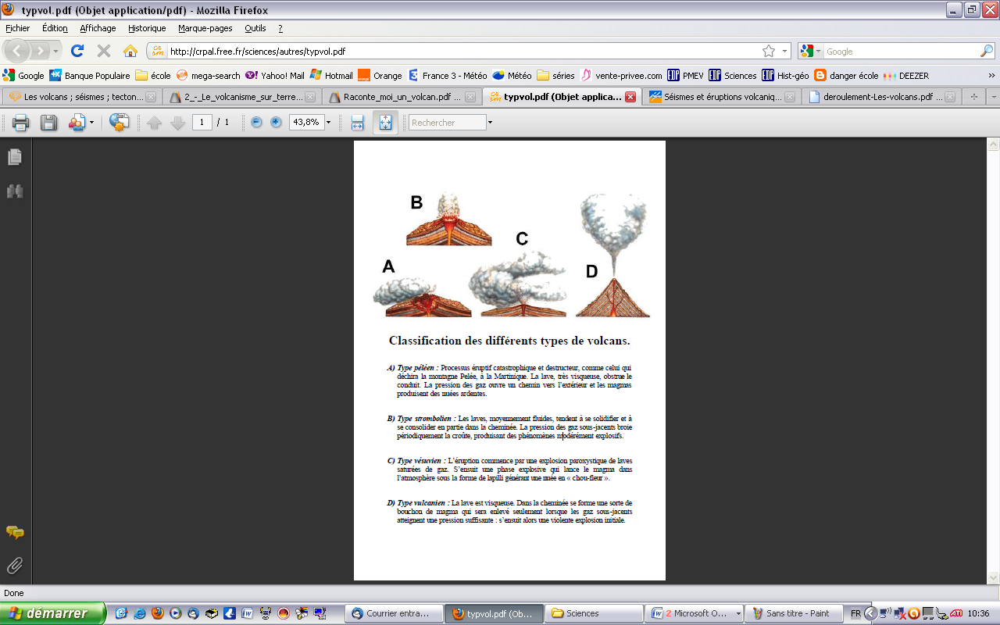 typvol.pdf (Objet application/pdf) - Mozilla Firefox
Fichier Édition Affichage Historique Marque-pages Outils ?
http://crpal.free.fr/sciences/autres/typvol.pdf Google
Google Banque Populaire école mega-search Yahoo! Mail Hotmail Orange France 3 - Météo Météo séries vente-privee.com PMEV Sciences Hist-géo danger école DEEZER »
Les volcans ; séismes ; tecton... 2_-_Le_volcanisme_sur_terre... Raconte_moi_un_volcan.pdf ... typvol.pdf (Objet applica... Séismes et éruptions volcaniq... deroulement-Les-volcans.pdf ...
1 / 1 43,8% Rechercher
B
C
A
D
Classification des différents types de volcans.
A) Type péléen : Processus éruptif catastrophique et destructeur, comme celui qui
déchira la montagne Pelée, à la Martinique. La lave, très visqueuse, obstrue le
conduit. La pression des gaz ouvre un chemin vers l'extérieur et les magmas
produisent des nuées ardentes.
B) Type strombolien : Les laves, moyennement fluides, tendent à se solidifier et à
se consolider en partie dans la cheminée. La pression des gaz sous-jacents broie
périodiquement la croûte, produisant des phénomènes modérément explosifs.
C) Type vésuvien : L'éruption commence par une explosion paroxystique de laves
saturées de gaz. S'ensuit une phase explosive qui lance le magma dans
l'atmosphère sous la forme de lapilli générant une nuée en « chou-fleur ».
D) Type vulcanien : La lave est visqueuse. Dans la cheminée se forme une sorte de
bouchon de magma qui sera enlevé seulement lorsque les gaz sous-jacents
atteignent une pression suffisante : s'ensuit alors une violente explosion initiale.
Done
démarrer Courrier entra... typvol.pdf (Ob... Sciences 2 Microsoft O... Sans titre - Paint FR 10:36